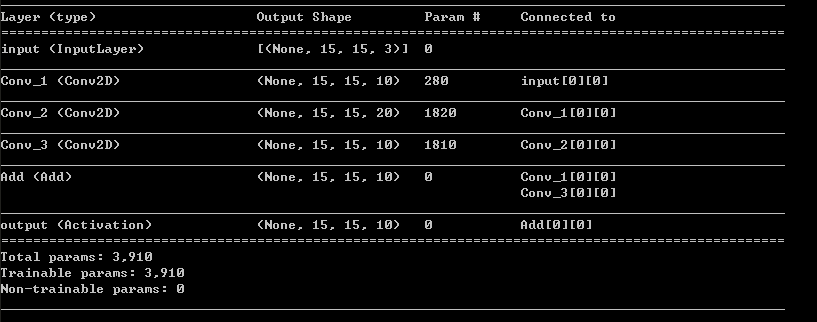 Layer (type) Output Shape Param # Connected to
================================================================================
input (InputLayer) [(None, 15, 15, 3)] 0
Conv_1 (Conv2D) (None, 15, 15, 10) 280 input[0][0]
Conv_2 (Conv2D) (None, 15, 15, 20) 1820 Conv_1[0][0]
Conv_3 (Conv2D) (None, 15, 15, 10) 1810 Conv_2[0][0]
Add (Add) (None, 15, 15, 10) 0 Conv_1[0][0]
Conv_3[0][0]
output (Activation) (None, 15, 15, 10) 0 Add[0][0]
================================================================================
Total params: 3,910
Trainable params: 3,910
Non-trainable params: 0